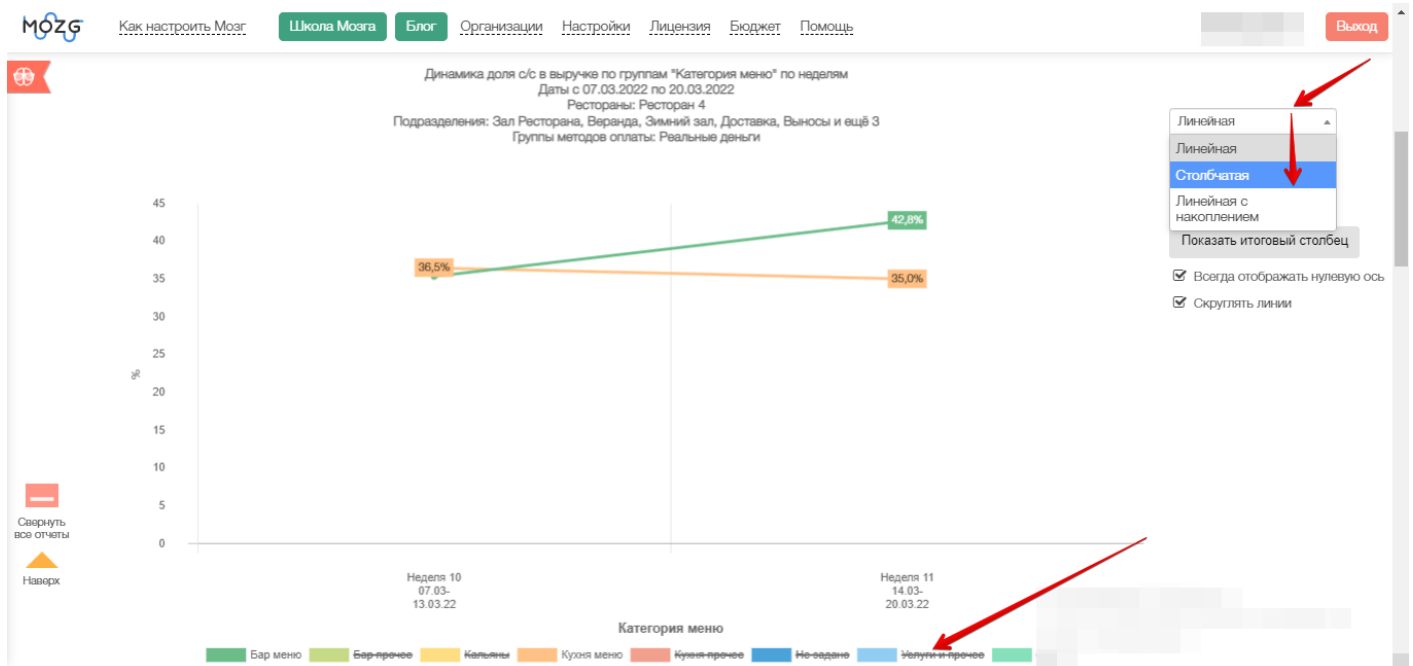 MOZG Как настроить Мозг Школа Мозга Блог Организации Настройки Лицензия Бюджет Помощь Выход
Динамика доля с/с в выручке по группам "Категория меню" по неделям
Даты с 07.03.2022 по 20.03.2022
Рестораны: Ресторан 4
Подразделения: Зал Ресторана, Веранда, Зимний зал, Доставка, Выносы и ещё 3
Группы методов оплаты: Реальные деньги
Линейная
Линейная
Столбчатая
Линейная с
накоплением
Показать итоговый столбец
Всегда отображать нулевую ось
Скруглять линии
45
40
35
30
25
20
15
10
5
0
%
42,8%
36,5%
35,0%
Свернуть
все отчеты
Наверх
Неделя 10
07.03-
13.03.22
Неделя 11
14.03-
20.03.22
Категория меню
Бар меню Бар прочее Кальяны Кухня меню Кухня прочее Не задано Услуги и прочее